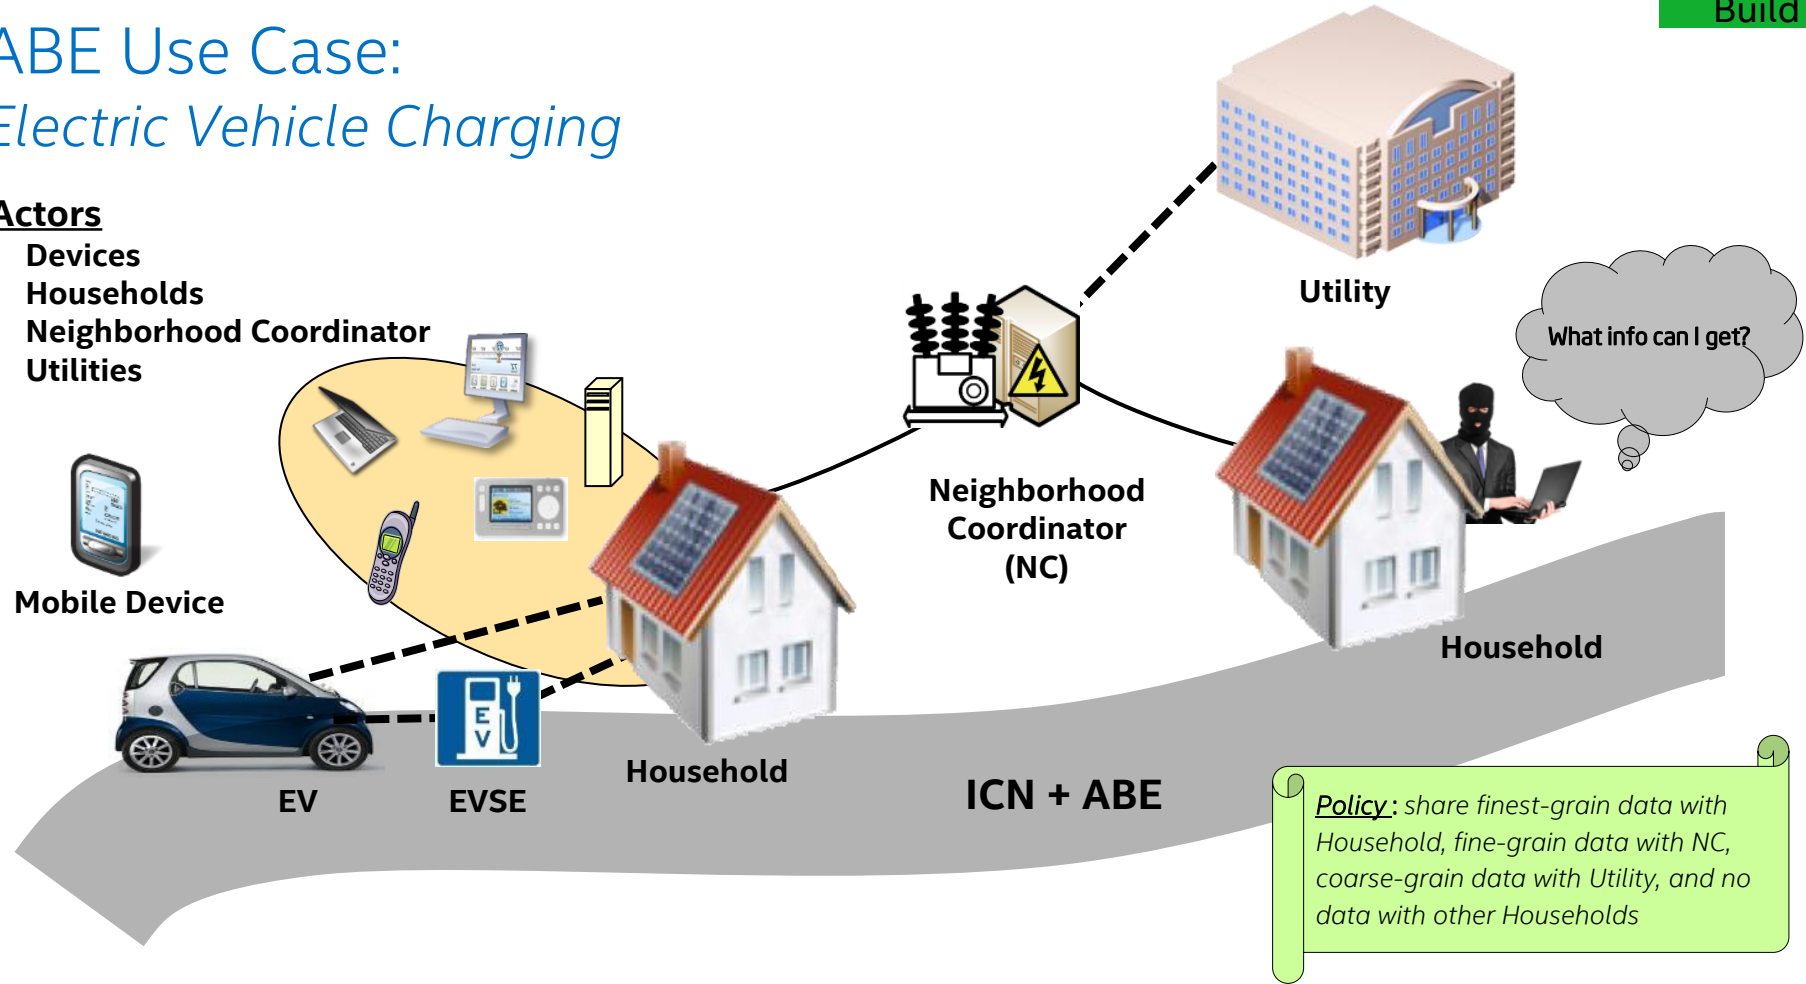 Build
ABE Use Case:
Electric Vehicle Charging
Actors
Devices
Households
Neighborhood Coordinator
Utilities
Utility
What info can I get?
Neighborhood
Coordinator
(NC)
Mobile Device
Household
Household
EV
EVSE
E
V
ICN + ABE
Policy : share finest-grain data with
Household, fine-grain data with NC,
coarse-grain data with Utility, and no
data with other Households